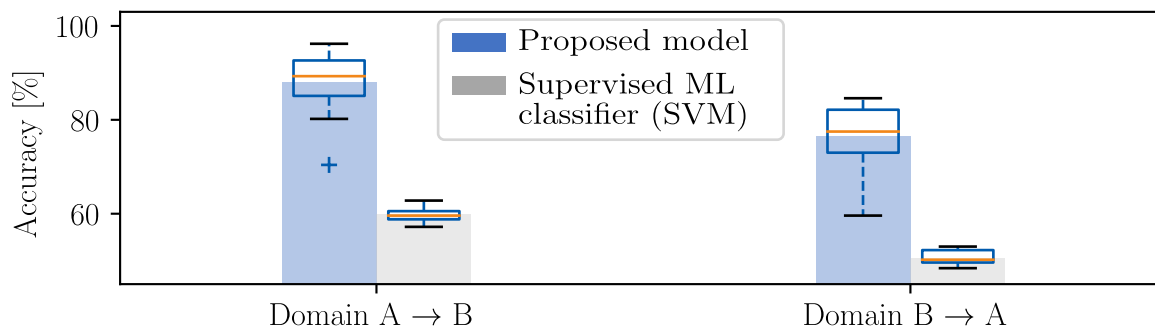 Accuracy [%]
100
80
60
Proposed model
Supervised ML
classifier (SVM)
Domain A → B
Domain B → A